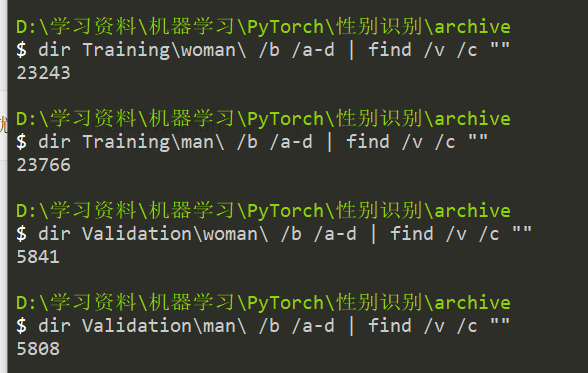 D:\学习资料\机器学习\PyTorch\性别识别\archive
$ dir Training\woman\ /b /a-d | find /v /c ""
23243
D:\学习资料\机器学习\PyTorch\性别识别\archive
$ dir Training\man\ /b /a-d | find /v /c ""
23766
D:\学习资料\机器学习\PyTorch\性别识别\archive
$ dir Validation\woman\ /b /a-d | find /v /c ""
5841
D:\学习资料\机器学习\PyTorch\性别识别\archive
$ dir Validation\man\ /b /a-d | find /v /c ""
5808